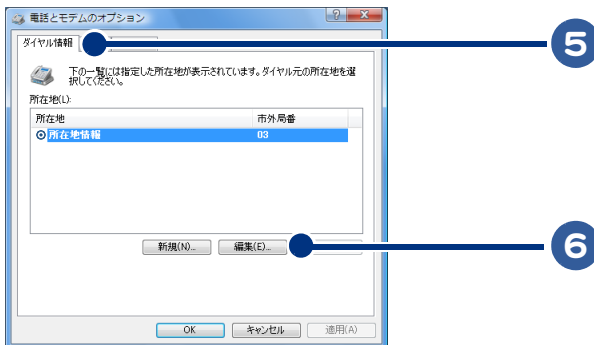 電話とモデムのオプション
ダイヤル情報
5
下の一覧には指定した所在地が表示されています。ダイヤル元の所在地を選
択してください。
所在地(L):
所在地 市外局番
所在地情報 03
新規(N)... 編集(E)...
6
OK キャンセル 適用(A)